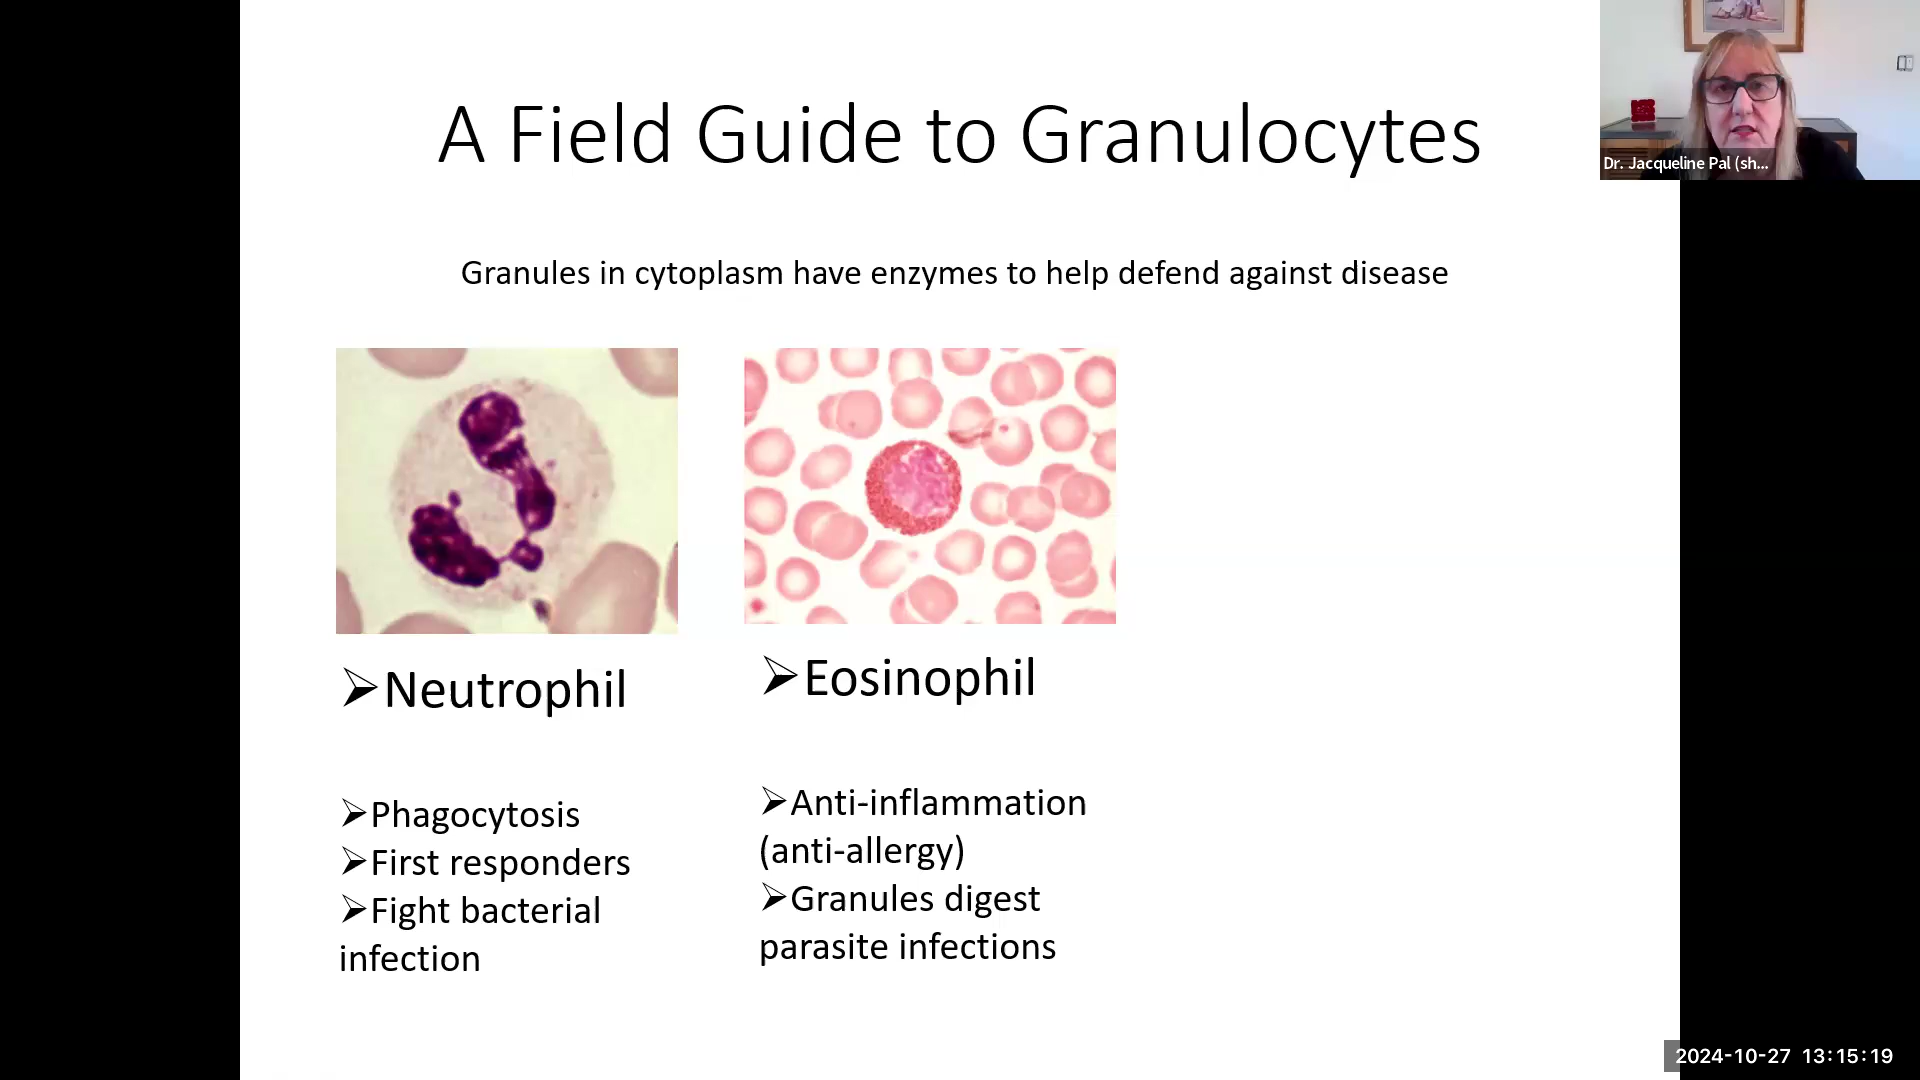 A Field Guide to Granulocytes
Dr. Jacqueline Pal (sh...
Granules in cytoplasm have enzymes to help defend against disease
➢Neutrophil
➢Phagocytosis
➢First responders
➢Fight bacterial
infection
➢Eosinophil
➢Anti-inflammation
(anti-allergy)
➢Granules digest
parasite infections
2024-10-27 13:15:19